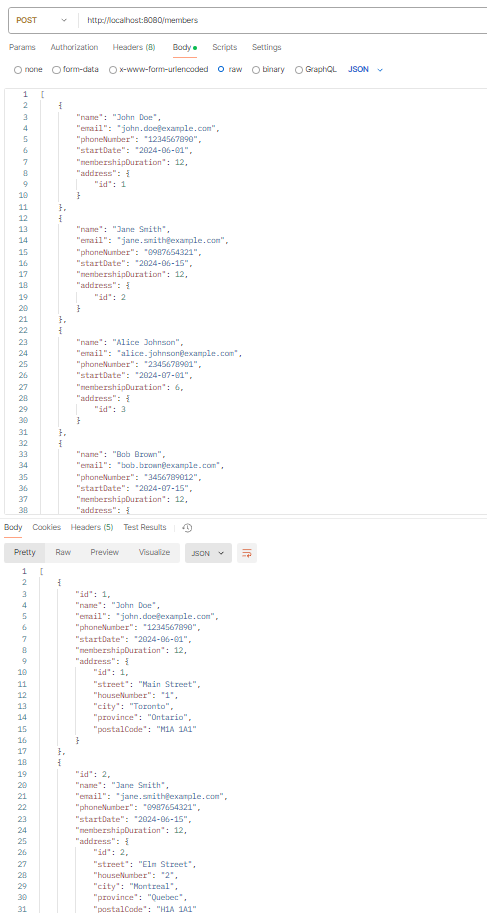 POST http://localhost:8080/members
Params Authorization Headers (8) Body Scripts Settings
none form-data x-www-form-urlencoded raw binary GraphQL JSON
1 [
2 {
3 "name": "John Doe",
4 "email": "john.doe@example.com",
5 "phoneNumber": "1234567890",
6 "startDate": "2024-06-01",
7 "membershipDuration": 12,
8 "address": {
9 "id": 1
10 }
11 },
12 {
13 "name": "Jane Smith",
14 "email": "jane.smith@example.com",
15 "phoneNumber": "0987654321",
16 "startDate": "2024-06-15",
17 "membershipDuration": 12,
18 "address": {
19 "id": 2
20 }
21 },
22 {
23 "name": "Alice Johnson",
24 "email": "alice.johnson@example.com",
25 "phoneNumber": "2345678901",
26 "startDate": "2024-07-01",
27 "membershipDuration": 6,
28 "address": {
29 "id": 3
30 }
31 },
32 {
33 "name": "Bob Brown",
34 "email": "bob.brown@example.com",
35 "phoneNumber": "3456789012",
36 "startDate": "2024-07-15",
37 "membershipDuration": 12,
38 "address": {
Body Cookies Headers (5) Test Results
Pretty Raw Preview Visualize JSON
1 [
2 {
3 "id": 1,
4 "name": "John Doe",
5 "email": "john.doe@example.com",
6 "phoneNumber": "1234567890",
7 "startDate": "2024-06-01",
8 "membershipDuration": 12,
9 "address": {
10 "id": 1,
11 "street": "Main Street",
12 "houseNumber": "1",
13 "city": "Toronto",
14 "province": "Ontario",
15 "postalCode": "M1A 1A1"
16 }
17 },
18 {
19 "id": 2,
20 "name": "Jane Smith",
21 "email": "jane.smith@example.com",
22 "phoneNumber": "0987654321",
23 "startDate": "2024-06-15",
24 "membershipDuration": 12,
25 "address": {
26 "id": 2,
27 "street": "Elm Street",
28 "houseNumber": "2",
29 "city": "Montreal",
30 "province": "Quebec",
31 "postalCode": "H1A 1A1"